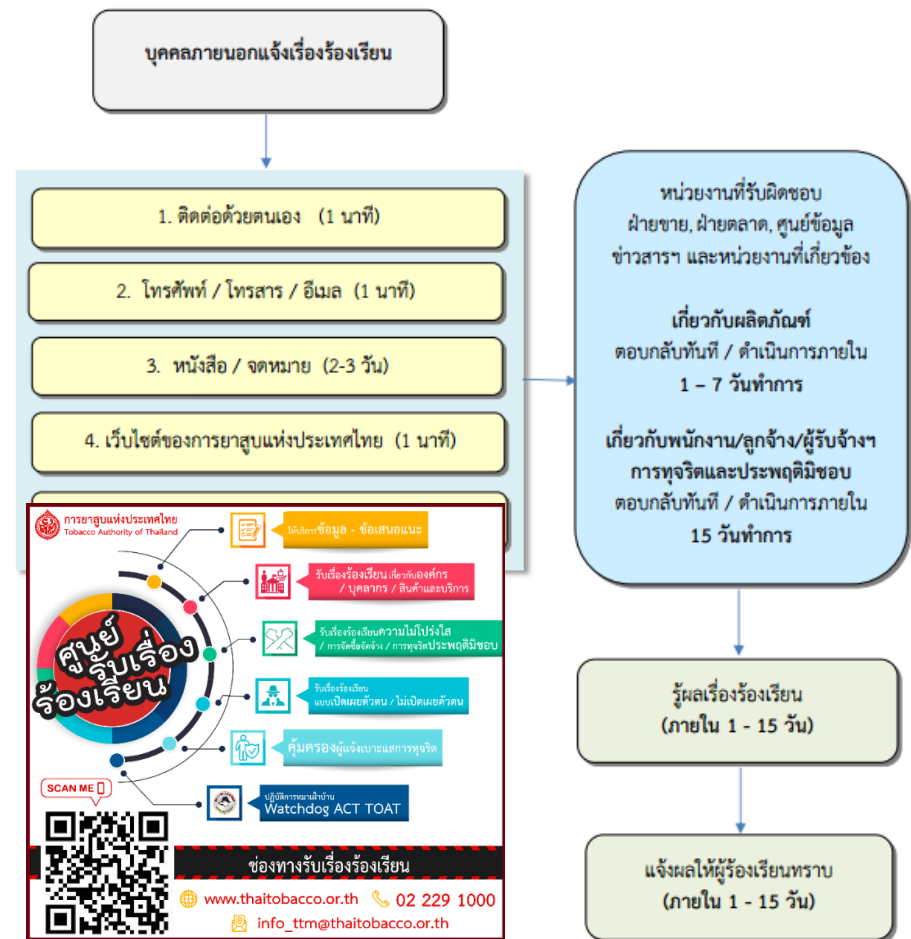 บุคคลภายนอกแจ้งเรื่องร้องเรียน
1. ติดต่อด้วยตนเอง (1 นาที)
2. โทรศัพท์ / โทรสาร / อีเมล (1 นาที)
3. หนังสือ / จดหมาย (2-3 วัน)
4. เว็บไซต์ของการยาสูบแห่งประเทศไทย (1 นาที)
หน่วยงานที่รับผิดชอบ
ฝ่ายขาย, ฝ่ายตลาด, ศูนย์ข้อมูล
ข่าวสารฯ และหน่วยงานที่เกี่ยวข้อง
เกี่ยวกับผลิตภัณฑ์
ตอบกลับทันที / ดำเนินการภายใน
1 – 7 วันทำการ
เกี่ยวกับพนักงาน/ลูกจ้าง/ผู้รับจ้างฯ
การทุจริตและประพฤติมิชอบ
ตอบกลับทันที / ดำเนินการภายใน
15 วันทำการ
รู้ผลเรื่องร้องเรียน
(ภายใน 1 - 15 วัน)
แจ้งผลให้ผู้ร้องเรียนทราบ
(ภายใน 1 - 15 วัน)
การยาสูบแห่งประเทศไทย
Tobacco Authority of Thailand
ศูนย์
รับเรื่อง
ร้องเรียน
ให้บริการข้อมูล - ข้อเสนอแนะ
รับเรื่องร้องเรียน เกี่ยวกับองค์กร
/ บุคลากร / สินค้าและบริการ
รับเรื่องร้องเรียนความไม่โปร่งใส
/ การจัดซื้อจัดจ้าง / การทุจริตประพฤติมิชอบ
รับเรื่องร้องเรียน
แบบเปิดเผยตัวตน / ไม่เปิดเผยตัวตน
คุ้มครองผู้แจ้งเบาะแสการทุจริต
ปฏิบัติการหมาเฝ้าบ้าน
Watchdog ACT TOAT
SCAN ME
ช่องทางรับเรื่องร้องเรียน
www.thaitobacco.or.th 02 229 1000
info_ttm@thaitobacco.or.th